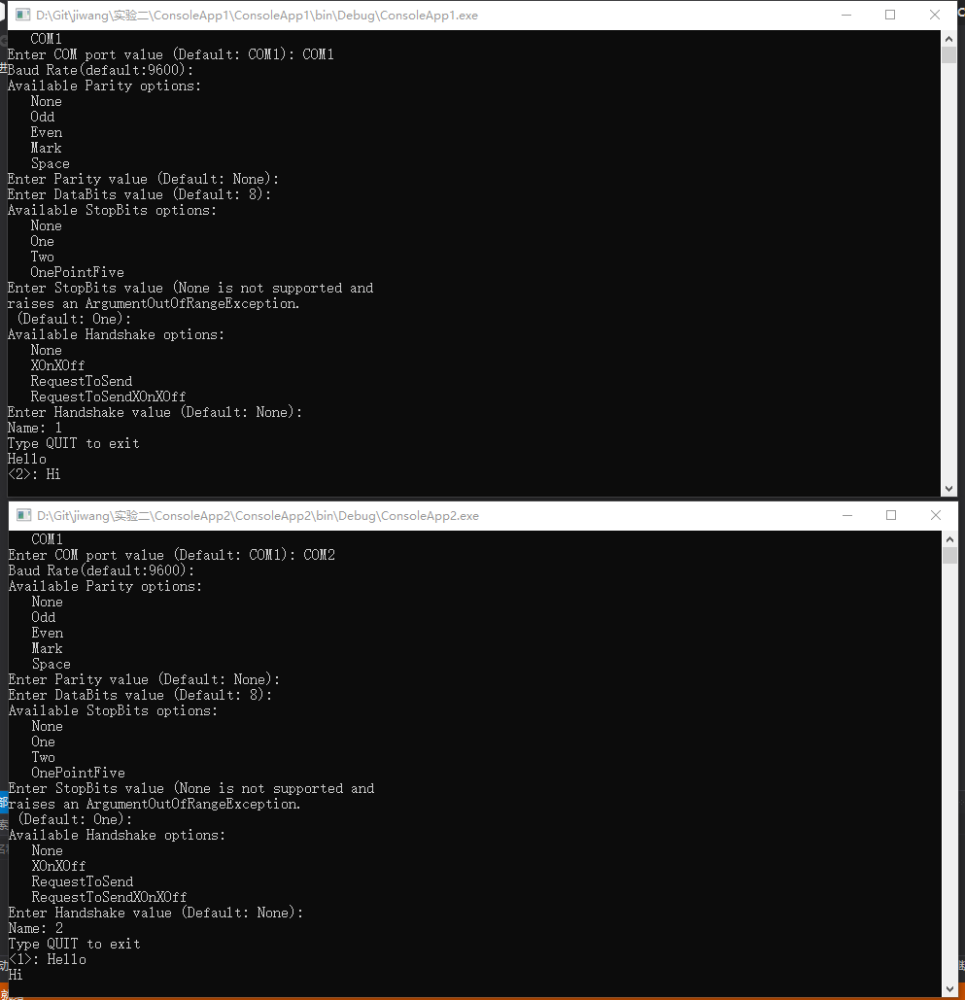 D:\Git\jiwang\实验二\ConsoleApp1\ConsoleApp1\bin\Debug\ConsoleApp1.exe
COM1
Enter COM port value (Default: COM1): COM1
Baud Rate(default:9600):
Available Parity options:
None
Odd
Even
Mark
Space
Enter Parity value (Default: None):
Enter DataBits value (Default: 8):
Available StopBits options:
None
One
Two
OnePointFive
Enter StopBits value (None is not supported and
raises an ArgumentOutOfRangeException.
(Default: One):
Available Handshake options:
None
XOnXOff
RequestToSend
RequestToSendXOnXOff
Enter Handshake value (Default: None):
Name: 1
Type QUIT to exit
Hello
<2>: Hi
D:\Git\jiwang\实验二\ConsoleApp2\ConsoleApp2\bin\Debug\ConsoleApp2.exe
COM1
Enter COM port value (Default: COM1): COM2
Baud Rate(default:9600):
Available Parity options:
None
Odd
Even
Mark
Space
Enter Parity value (Default: None):
Enter DataBits value (Default: 8):
Available StopBits options:
None
One
Two
OnePointFive
Enter StopBits value (None is not supported and
raises an ArgumentOutOfRangeException.
(Default: One):
Available Handshake options:
None
XOnXOff
RequestToSend
RequestToSendXOnXOff
Enter Handshake value (Default: None):
Name: 2
Type QUIT to exit
<1>: Hello
Hi